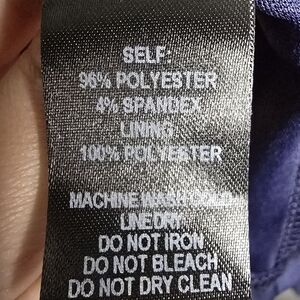 SELF:
96% POLYESTER
4% SPANDEX
LINING:
100% POLYESTER
MACHINE WASH COLD
LINE DRY
DO NOT IRON
DO NOT BLEACH
DO NOT DRY CLEAN